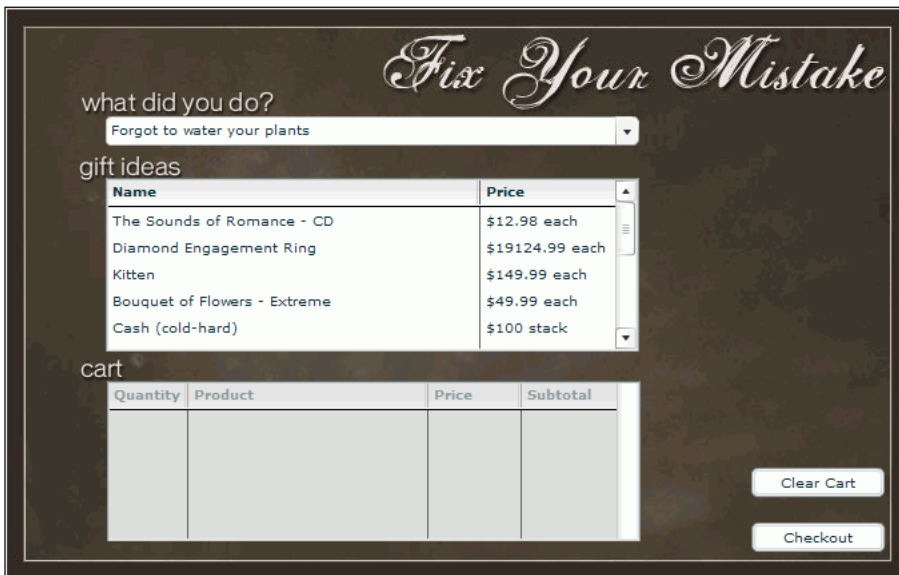 Fix Your Mistake
what did you do?
Forgot to water your plants
gift ideas
Name Price
The Sounds of Romance - CD $12.98 each
Diamond Engagement Ring $19124.99 each
Kitten $149.99 each
Bouquet of Flowers - Extreme $49.99 each
Cash (cold-hard) $100 stack
cart
Quantity Product Price Subtotal
Clear Cart
Checkout